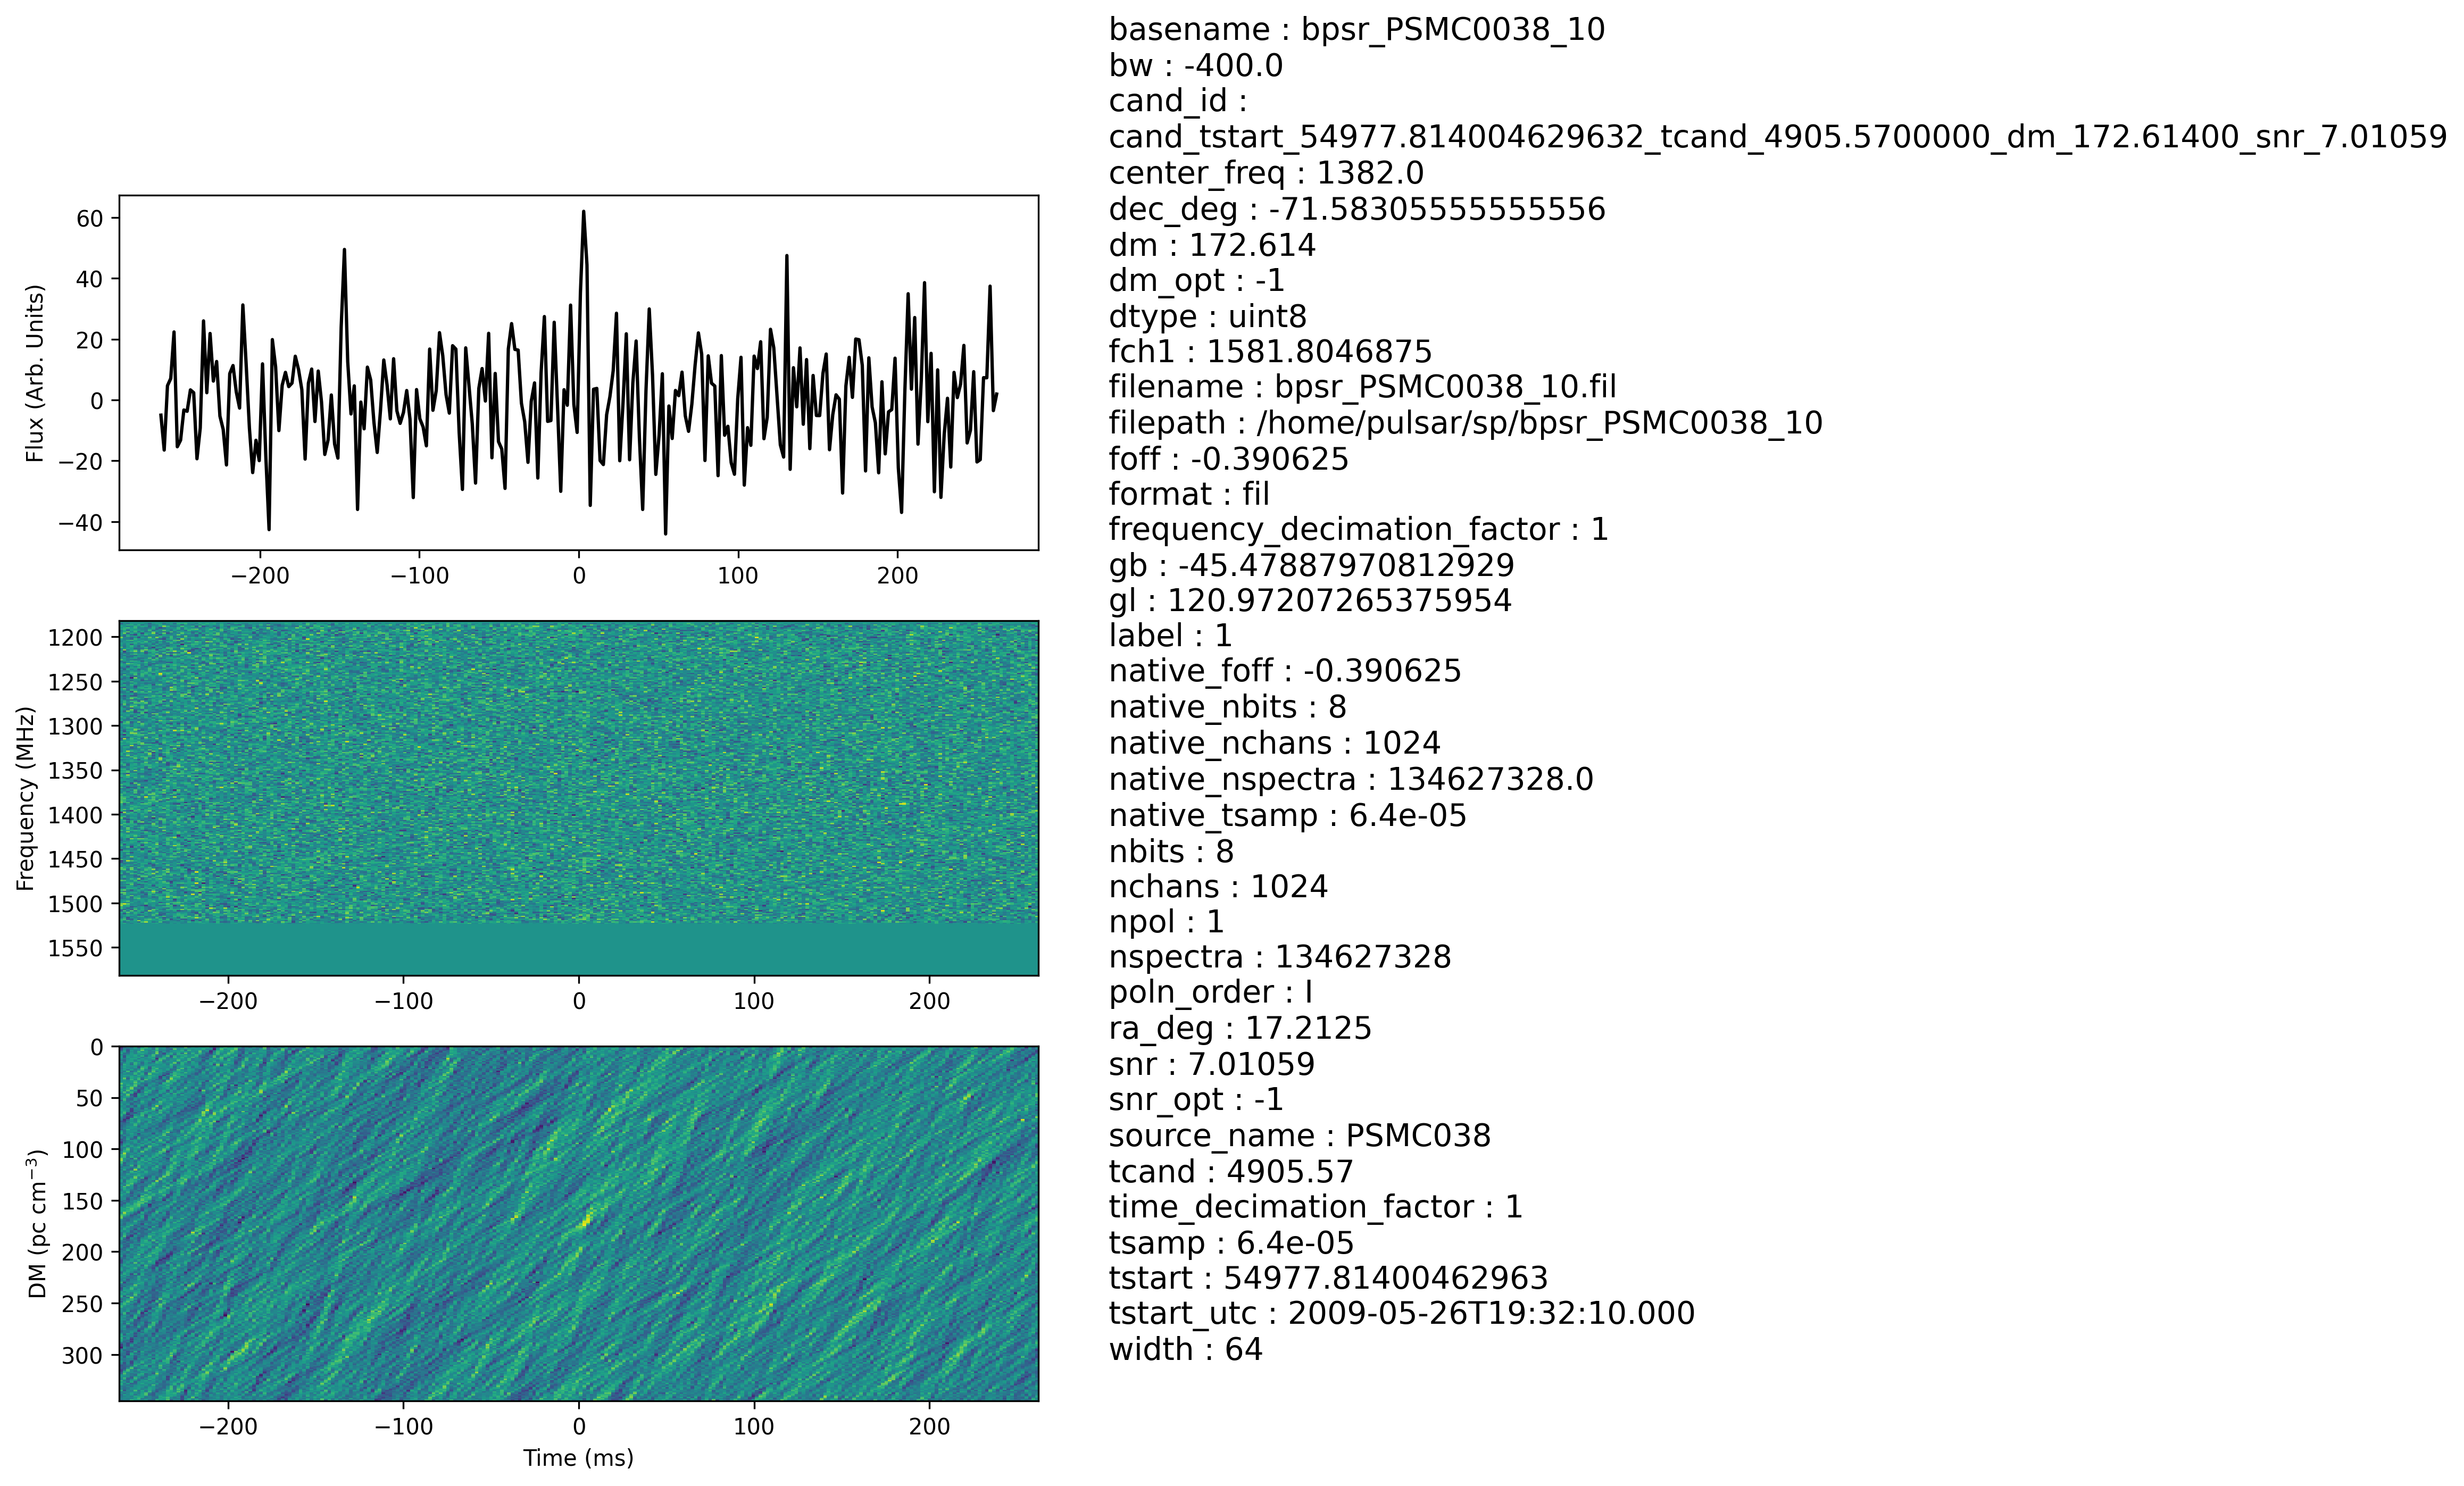 basename : bpsr_PSMC0038_10
bw : -400.0
cand_id :
cand_tstart_54977.814004629632_tcand_4905.5700000_dm_172.61400_snr_7.01059
center_freq : 1382.0
dec_deg : -71.58305555555556
dm : 172.614
dm_opt : -1
dtype : uint8
fch1 : 1581.8046875
filename : bpsr_PSMC0038_10.fil
filepath : /home/pulsar/sp/bpsr_PSMC0038_10
foff : -0.390625
format : fil
frequency_decimation_factor : 1
gb : -45.47887970812929
gl : 120.97207265375954
label : 1
native_foff : -0.390625
native_nbits : 8
native_nchans : 1024
native_nspectra : 134627328.0
native_tsamp : 6.4e-05
nbits : 8
nchans : 1024
npol : 1
nspectra : 134627328
poln_order : I
ra_deg : 17.2125
snr : 7.01059
snr_opt : -1
source_name : PSMC038
tcand : 4905.57
time_decimation_factor : 1
tsamp : 6.4e-05
tstart : 54977.81400462963
tstart_utc : 2009-05-26T19:32:10.000
width : 64
Flux (Arb. Units)
60
40
20
0
−20
−40
−200 −100 0 100 200
Frequency (MHz)
1200
1250
1300
1350
1400
1450
1500
1550
−200 −100 0 100 200
DM (pc cm⁻³)
0
50
100
150
200
250
300
−200 −100 0 100 200
Time (ms)